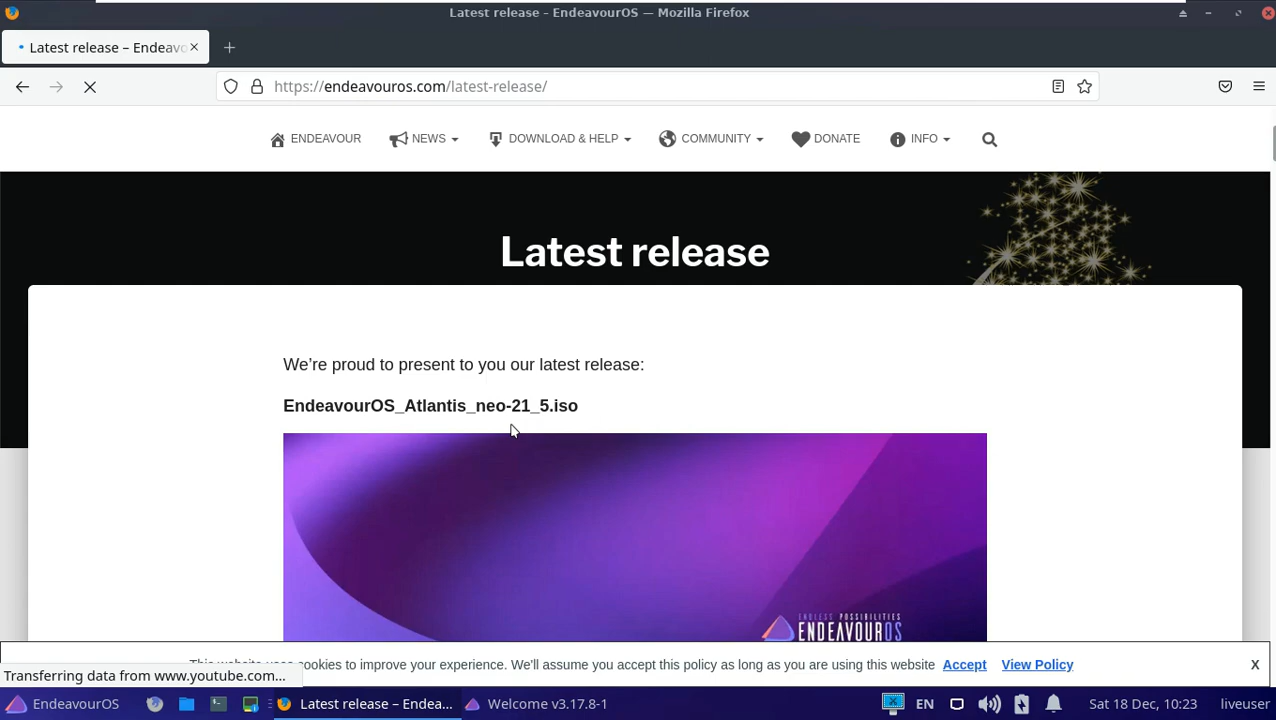 Latest release - EndeavourOS — Mozilla Firefox
Latest release – Endeavo
https://endeavouros.com/latest-release/
ENDEAVOUR NEWS DOWNLOAD & HELP COMMUNITY DONATE INFO
Latest release
We're proud to present to you our latest release:
EndeavourOS_Atlantis_neo-21_5.iso
ENDLESS POSSIBILITIES
ENDEAVOUROS
This website uses cookies to improve your experience. We'll assume you accept this policy as long as you are using this website Accept View Policy X
Transferring data from www.youtube.com...
EndeavourOS Latest release – Endea... Welcome v3.17.8-1 EN Sat 18 Dec, 10:23 liveuser